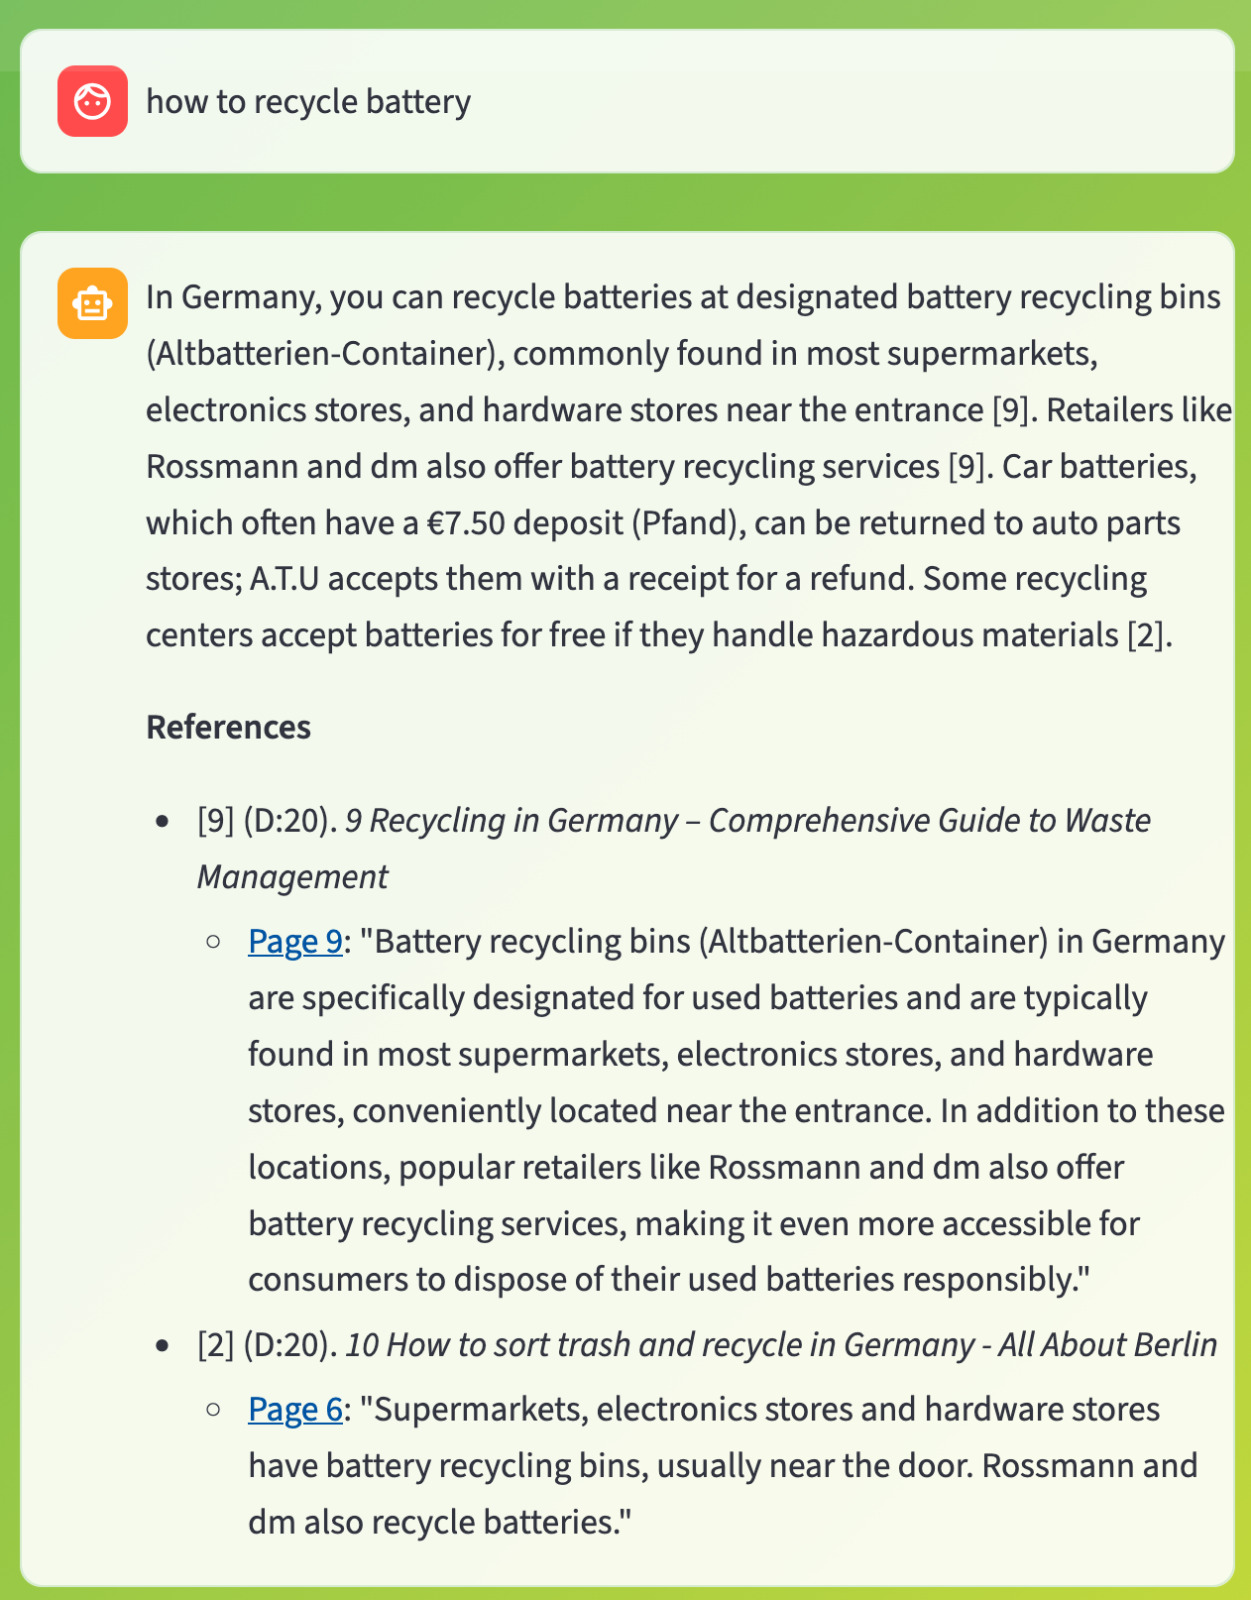 how to recycle battery
In Germany, you can recycle batteries at designated battery recycling bins
(Altbatterien-Container), commonly found in most supermarkets,
electronics stores, and hardware stores near the entrance [9]. Retailers like
Rossmann and dm also offer battery recycling services [9]. Car batteries,
which often have a €7.50 deposit (Pfand), can be returned to auto parts
stores; A.T.U accepts them with a receipt for a refund. Some recycling
centers accept batteries for free if they handle hazardous materials [2].
References
• [9] (D:20). 9 Recycling in Germany – Comprehensive Guide to Waste
Management
○ Page 9: "Battery recycling bins (Altbatterien-Container) in Germany
are specifically designated for used batteries and are typically
found in most supermarkets, electronics stores, and hardware
stores, conveniently located near the entrance. In addition to these
locations, popular retailers like Rossmann and dm also offer
battery recycling services, making it even more accessible for
consumers to dispose of their used batteries responsibly."
• [2] (D:20). 10 How to sort trash and recycle in Germany - All About Berlin
○ Page 6: "Supermarkets, electronics stores and hardware stores
have battery recycling bins, usually near the door. Rossmann and
dm also recycle batteries."